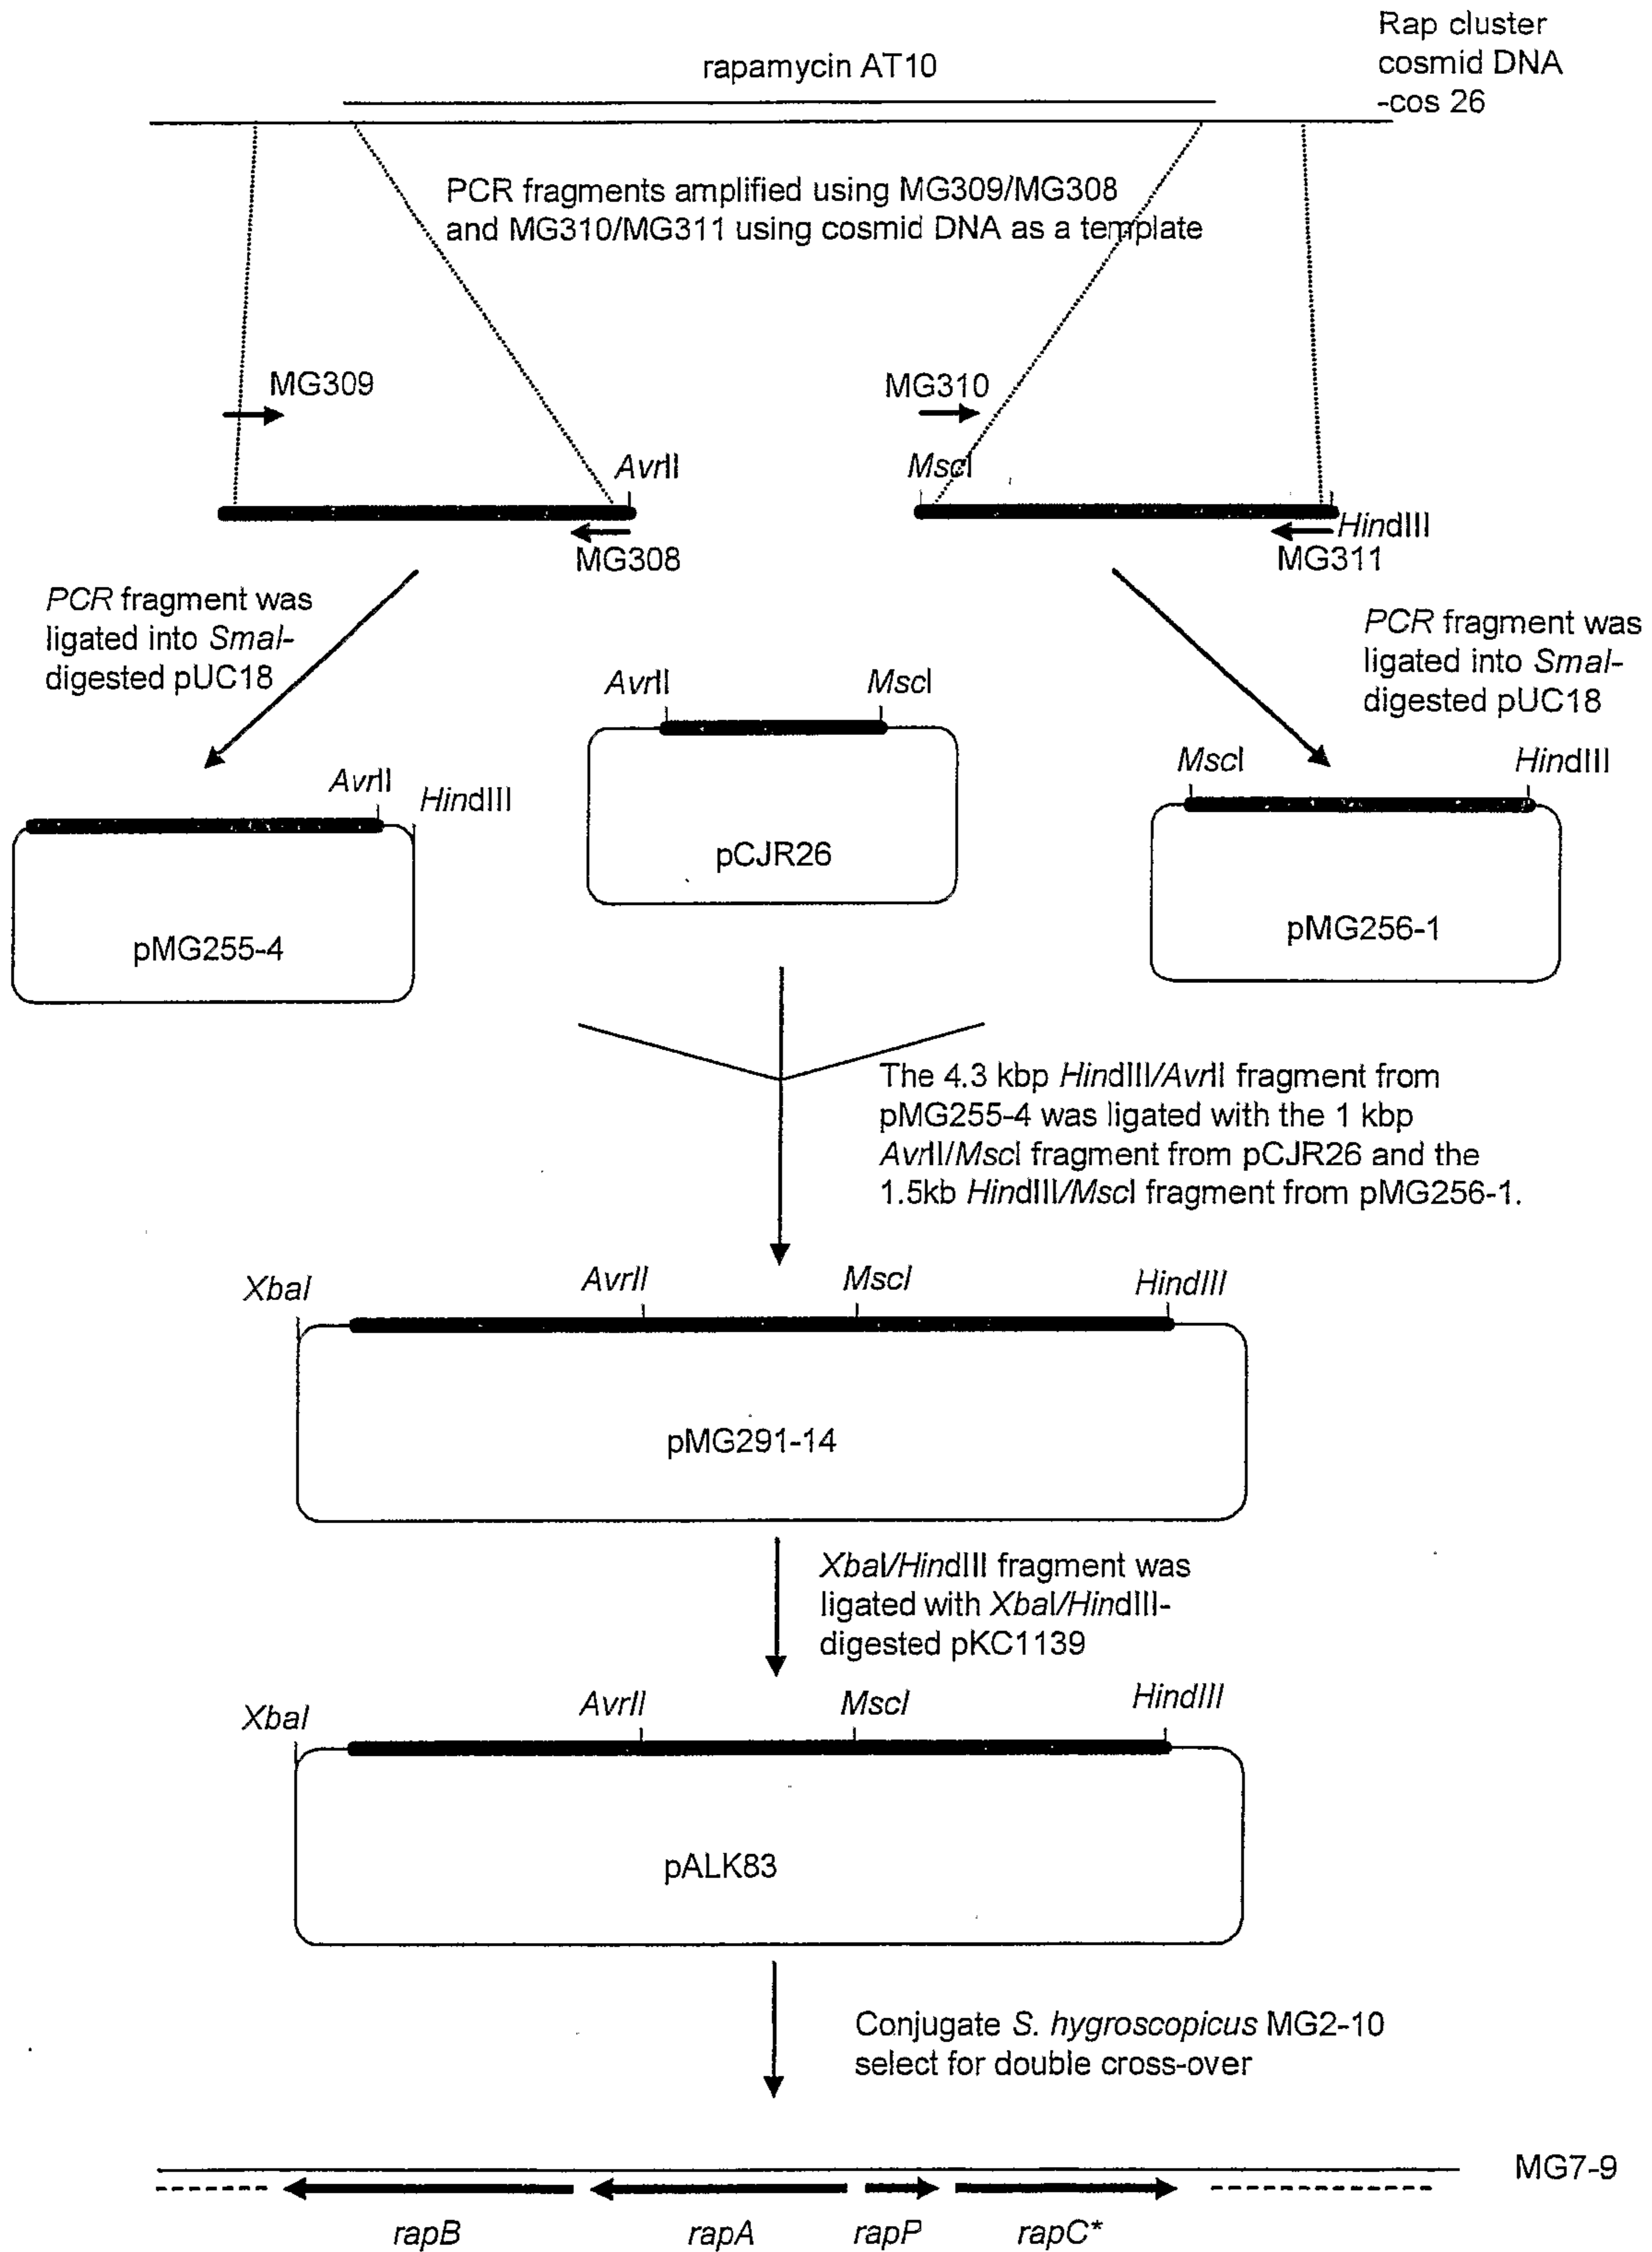 Rap cluster
cosmid DNA
-cos 26
rapamycin AT10
PCR fragments amplified using MG309/MG308
and MG310/MG311 using cosmid DNA as a template
MG309
MG310
AvrII
MscI
HindIII
MG308
MG311
PCR fragment was
ligated into SmaI-
digested pUC18
PCR fragment was
ligated into SmaI-
digested pUC18
AvrII
MscI
AvrII
HindIII
MscI
HindIII
pCJR26
pMG255-4
pMG256-1
The 4.3 kbp HindIII/AvrII fragment from
pMG255-4 was ligated with the 1 kbp
AvrII/MscI fragment from pCJR26 and the
1.5kb HindIII/MscI fragment from pMG256-1.
XbaI
AvrII
MscI
HindIII
pMG291-14
XbaI/HindIII fragment was
ligated with XbaI/HindIII-
digested pKC1139
XbaI
AvrII
MscI
HindIII
pALK83
Conjugate S. hygroscopicus MG2-10
select for double cross-over
MG7-9
rapB
rapA
rapP
rapC*